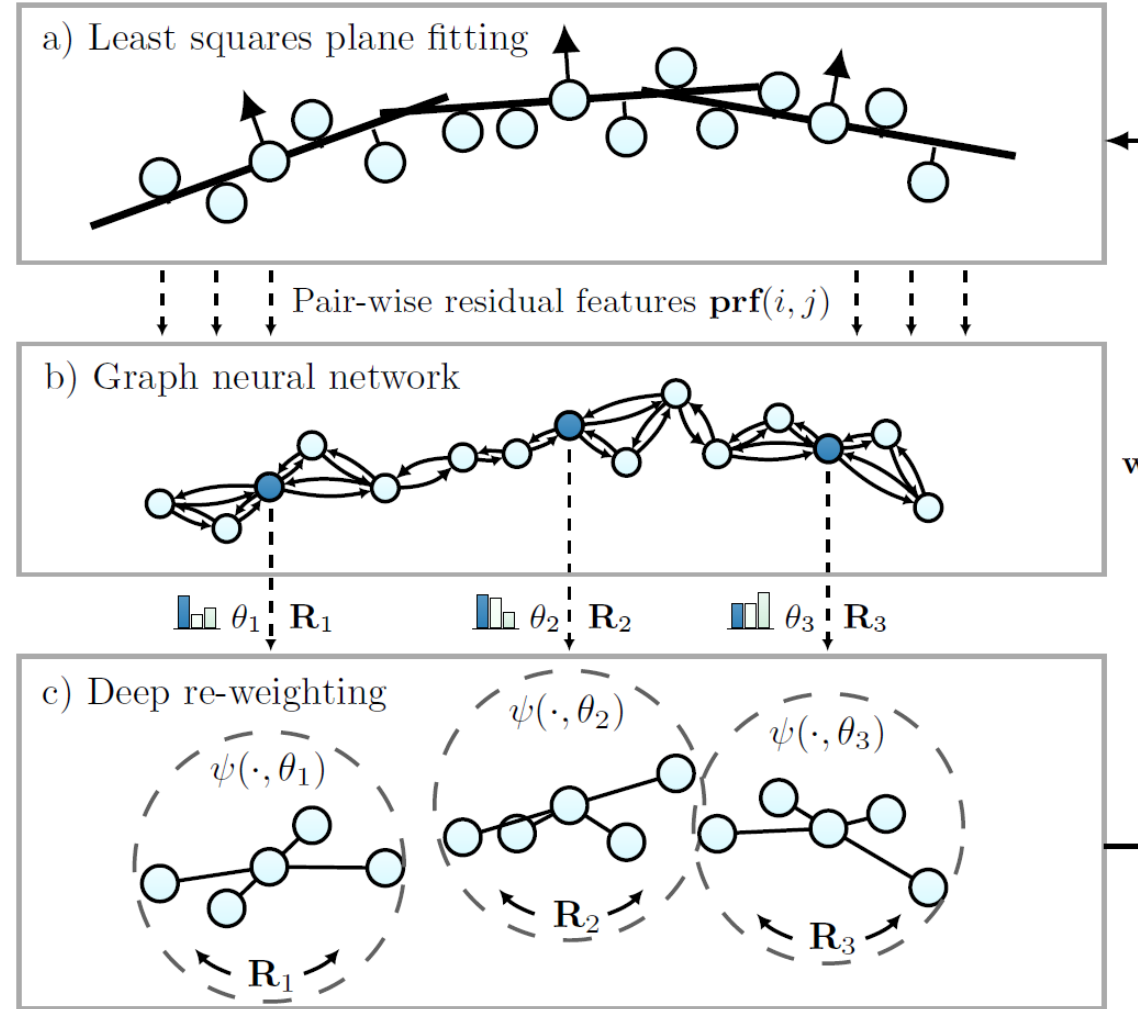 a) Least squares plane fitting
Pair-wise residual features prf(i, j)
b) Graph neural network
w
θ₁ R₁ θ₂ R₂ θ₃ R₃
c) Deep re-weighting
ψ(·, θ₁) ψ(·, θ₂) ψ(·, θ₃)
R₁ R₂ R₃